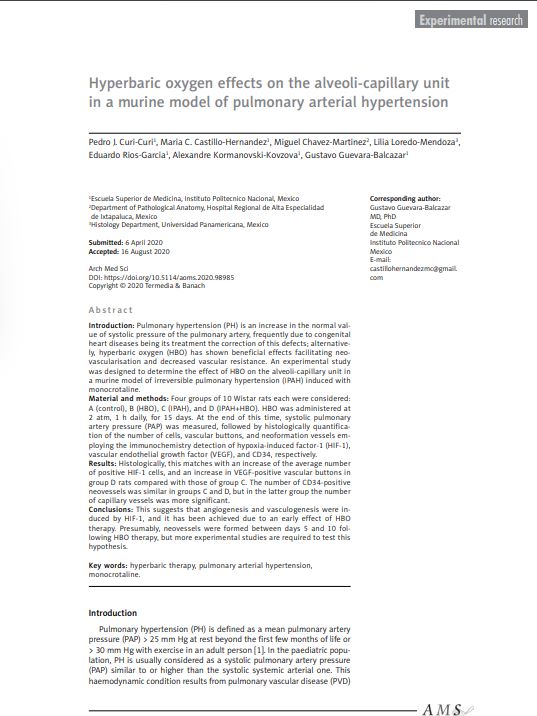 Experimental research
Hyperbaric oxygen effects on the alveoli-capillary unit
in a murine model of pulmonary arterial hypertension
Pedro J. Curi-Curi¹, Maria C. Castillo-Hernandez¹, Miguel Chavez-Martinez², Lilia Loredo-Mendoza³,
Eduardo Rios-Garcia¹, Alexandre Kormanovski-Kovzova¹, Gustavo Guevara-Balcazar¹
¹Escuela Superior de Medicina, Instituto Politecnico Nacional, Mexico
²Department of Pathological Anatomy, Hospital Regional de Alta Especialidad
de Ixtapaluca, Mexico
³Histology Department, Universidad Panamericana, Mexico
Submitted: 6 April 2020
Accepted: 16 August 2020
Arch Med Sci
DOI: https://doi.org/10.5114/aoms.2020.98985
Copyright © 2020 Termedia & Banach
Corresponding author:
Gustavo Guevara-Balcazar
MD, PhD
Escuela Superior
de Medicina
Instituto Politecnico Nacional
Mexico
E-mail:
castillohernandezmc@gmail.
com
Abstract
Introduction: Pulmonary hypertension (PH) is an increase in the normal val-
ue of systolic pressure of the pulmonary artery, frequently due to congenital
heart diseases being its treatment the correction of this defects; alternative-
ly, hyperbaric oxygen (HBO) has shown beneficial effects facilitating neo-
vascularisation and decreased vascular resistance. An experimental study
was designed to determine the effect of HBO on the alveoli-capillary unit in
a murine model of irreversible pulmonary hypertension (IPAH) induced with
monocrotaline.
Material and methods: Four groups of 10 Wistar rats each were considered:
A (control), B (HBO), C (IPAH), and D (IPAH+HBO). HBO was administered at
2 atm, 1 h daily, for 15 days. At the end of this time, systolic pulmonary
artery pressure (PAP) was measured, followed by histologically quantifica-
tion of the number of cells, vascular buttons, and neoformation vessels em-
ploying the immunochemistry detection of hypoxia-induced factor-1 (HIF-1),
vascular endothelial growth factor (VEGF), and CD34, respectively.
Results: Histologically, this matches with an increase of the average number
of positive HIF-1 cells, and an increase in VEGF-positive vascular buttons in
group D rats compared with those of group C. The number of CD34-positive
neovessels was similar in groups C and D, but in the latter group the number
of capillary vessels was more significant.
Conclusions: This suggests that angiogenesis and vasculogenesis were in-
duced by HIF-1, and it has been achieved due to an early effect of HBO
therapy. Presumably, neovessels were formed between days 5 and 10 fol-
lowing HBO therapy, but more experimental studies are required to test this
hypothesis.
Key words: hyperbaric therapy, pulmonary arterial hypertension,
monocrotaline.
Introduction
Pulmonary hypertension (PH) is defined as a mean pulmonary artery
pressure (PAP) > 25 mm Hg at rest beyond the first few months of life or
> 30 mm Hg with exercise in an adult person [1]. In the paediatric popu-
lation, PH is usually considered as a systolic pulmonary artery pressure
(PAP) similar to or higher than the systolic systemic arterial one. This
haemodynamic condition results from pulmonary vascular disease (PVD)
AMS